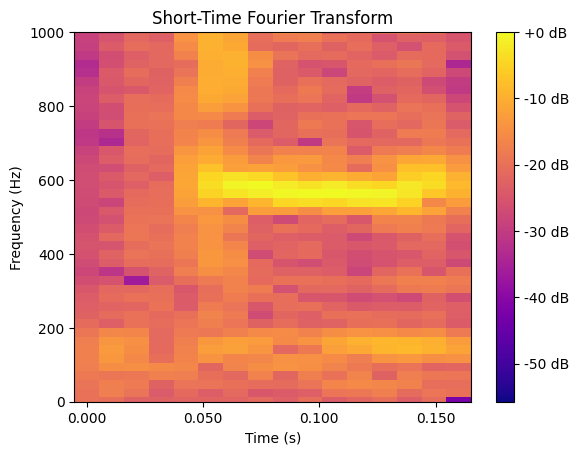 Short-Time Fourier Transform
Frequency (Hz)
1000
800
600
400
200
0
0.000
0.050
0.100
0.150
Time (s)
+0 dB
-10 dB
-20 dB
-30 dB
-40 dB
-50 dB